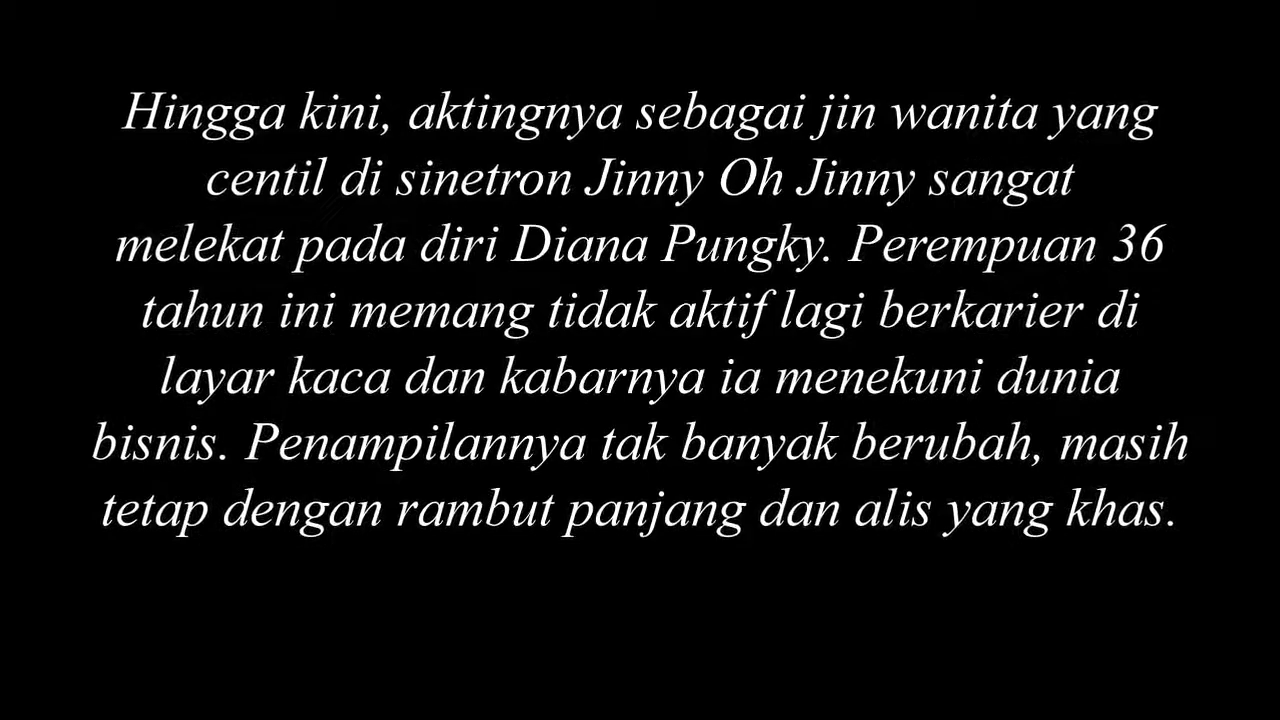 Hingga kini, aktingnya sebagai jin wanita yang
centil di sinetron Jinny Oh Jinny sangat
melekat pada diri Diana Pungky. Perempuan 36
tahun ini memang tidak aktif lagi berkarier di
layar kaca dan kabarnya ia menekuni dunia
bisnis. Penampilannya tak banyak berubah, masih
tetap dengan rambut panjang dan alis yang khas.